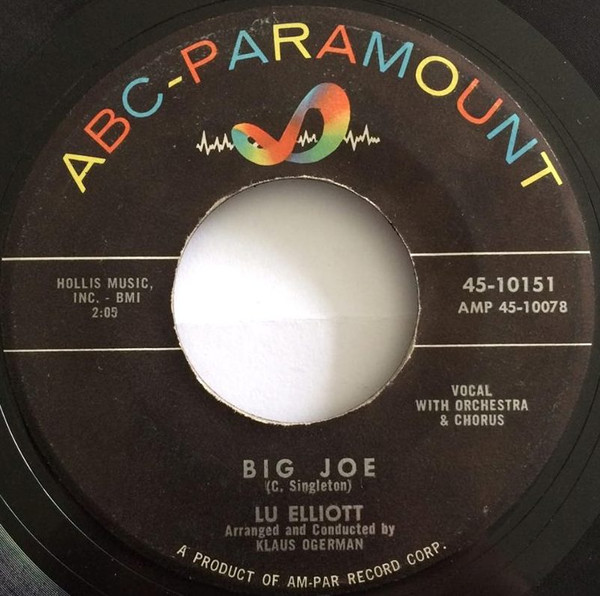 ABC-PARAMOUNT
HOLLIS MUSIC,
INC. - BMI
2:05
45-10151
AMP 45-10078
VOCAL
WITH ORCHESTRA
& CHORUS
BIG JOE
(C. Singleton)
LU ELLIOTT
Arranged and Conducted by
KLAUS OGERMAN
A PRODUCT OF AM-PAR RECORD CORP.